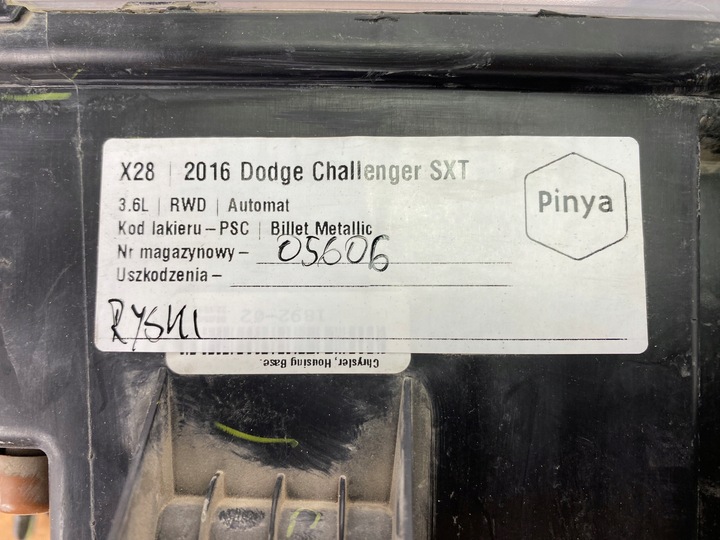 X28 | 2016 Dodge Challenger SXT
3.6L | RWD | Automat
Kod lakieru – PSC | Billet Metallic
Nr magazynowy – 05606
Uszkodzenia –
RYSKI
Pinya
Chrysler, Housing Base.